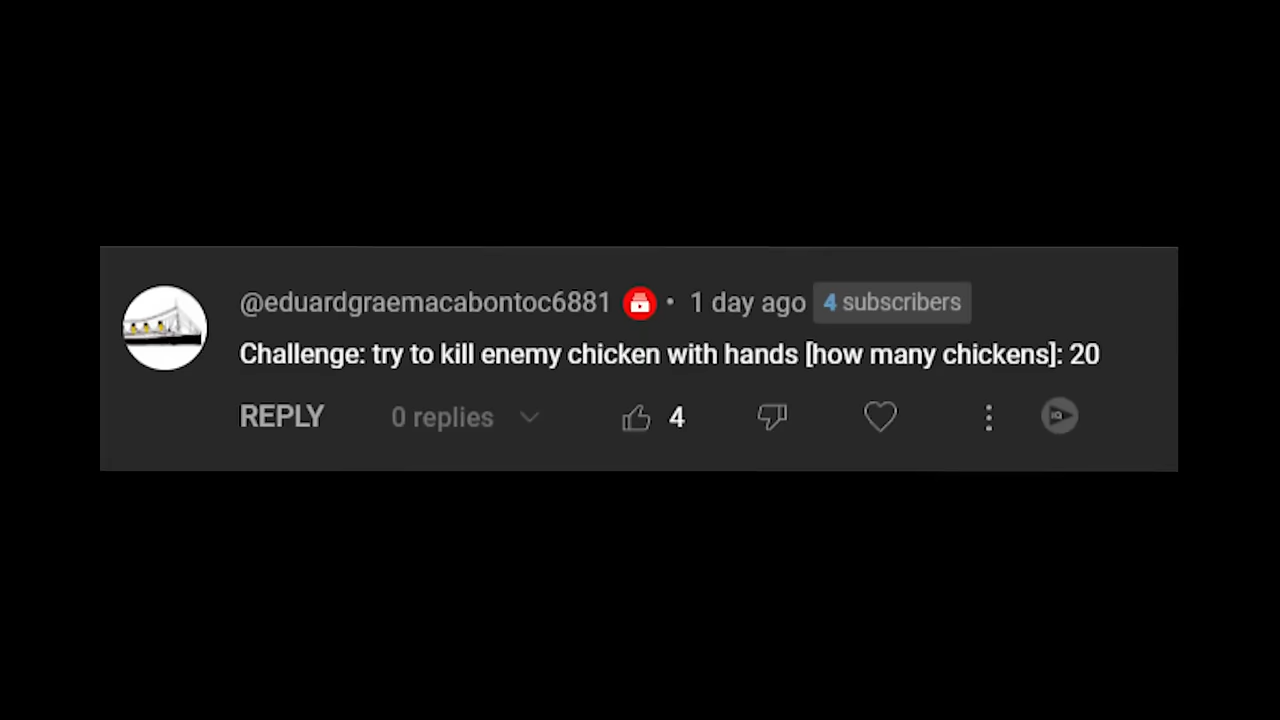 @eduardgraemacabontoc6881 • 1 day ago 4 subscribers
Challenge: try to kill enemy chicken with hands [how many chickens]: 20
REPLY 0 replies 4